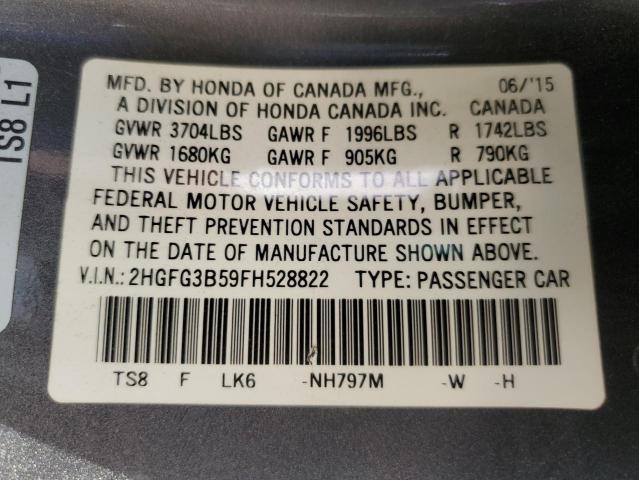 TS8 L1
MFD. BY HONDA OF CANADA MFG., 06/'15
A DIVISION OF HONDA CANADA INC. CANADA
GVWR 3704LBS GAWR F 1996LBS R 1742LBS
GVWR 1680KG GAWR F 905KG R 790KG
THIS VEHICLE CONFORMS TO ALL APPLICABLE
FEDERAL MOTOR VEHICLE SAFETY, BUMPER,
AND THEFT PREVENTION STANDARDS IN EFFECT
ON THE DATE OF MANUFACTURE SHOWN ABOVE.
V.I.N.: 2HGFG3B59FH528822 TYPE: PASSENGER CAR
TS8 F LK6 -NH797M -W -H